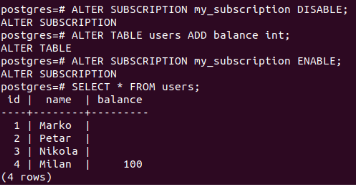 postgres=# ALTER SUBSCRIPTION my_subscription DISABLE;
ALTER SUBSCRIPTION
postgres=# ALTER TABLE users ADD balance int;
ALTER TABLE
postgres=# ALTER SUBSCRIPTION my_subscription ENABLE;
ALTER SUBSCRIPTION
postgres=# SELECT * FROM users;
 id |  name  | balance
----+--------+---------
  1 | Marko  |
  2 | Petar  |
  3 | Nikola |
  4 | Milan  |     100
(4 rows)